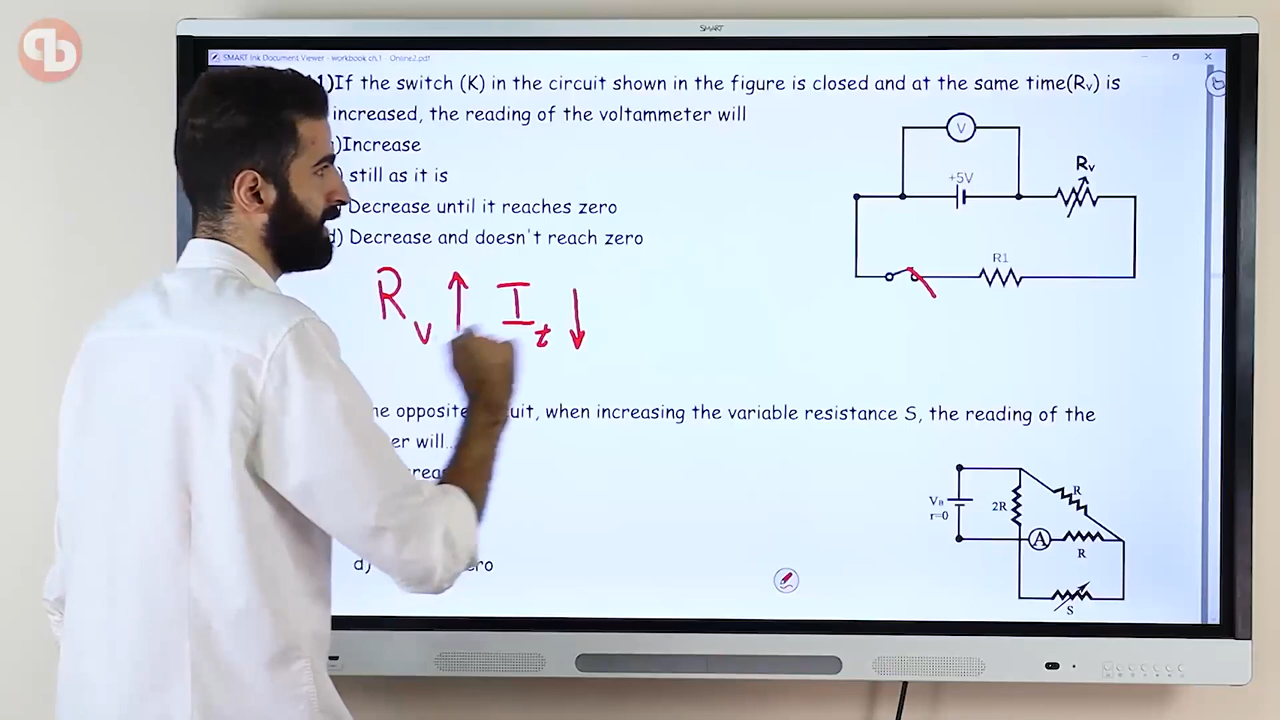 qb
SMART
SMART Ink Document Viewer - workbook ch.1 - Online2.pdf
1)If the switch (K) in the circuit shown in the figure is closed and at the same time(Rv) is
increased, the reading of the voltammeter will
)Increase
) still as it is
Decrease until it reaches zero
d) Decrease and doesn't reach zero
V
+5V
Rv
R1
Rv ↑ It ↓
opposite, when increasing the variable resistance S, the reading of the
er will..
d)
VB
r=0
2R
R
A
R
S